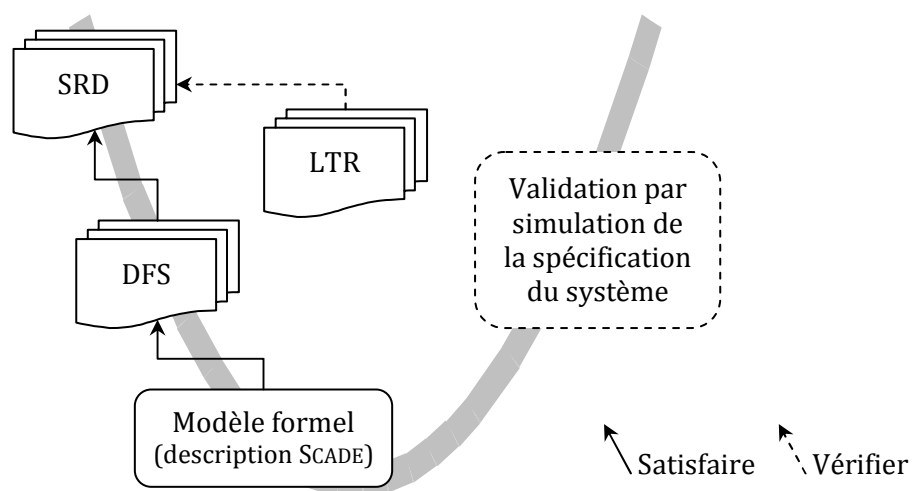 SRD
LTR
DFS
Validation par
simulation de
la spécification
du système
Modèle formel
(description SCADE)
Satisfaire
Vérifier